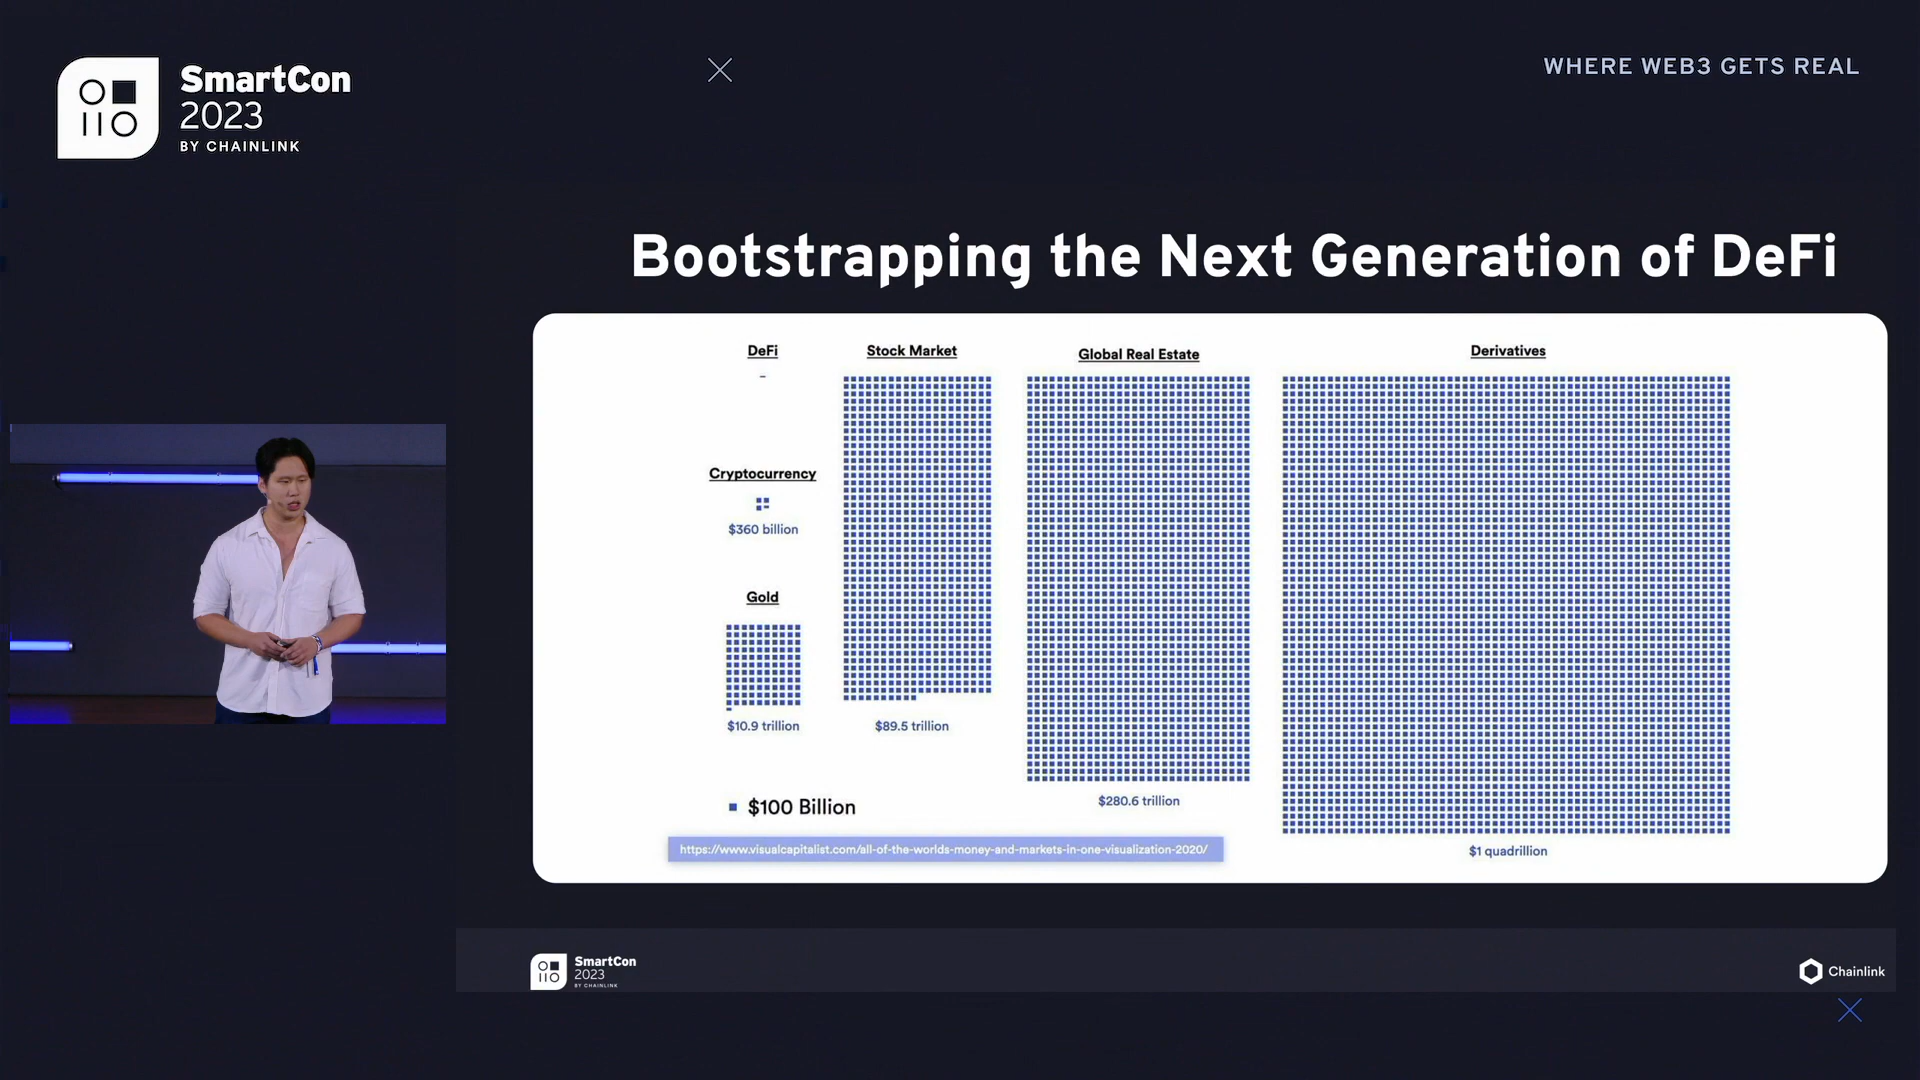 SmartCon
2023
BY CHAINLINK
WHERE WEB3 GETS REAL
Bootstrapping the Next Generation of DeFi
DeFi
Cryptocurrency
$360 billion
Gold
$10.9 trillion
Stock Market
$89.5 trillion
Global Real Estate
$280.6 trillion
Derivatives
$1 quadrillion
$100 Billion
https://www.visualcapitalist.com/all-of-the-worlds-money-and-markets-in-one-visualization-2020/
SmartCon
2023
BY CHAINLINK
Chainlink